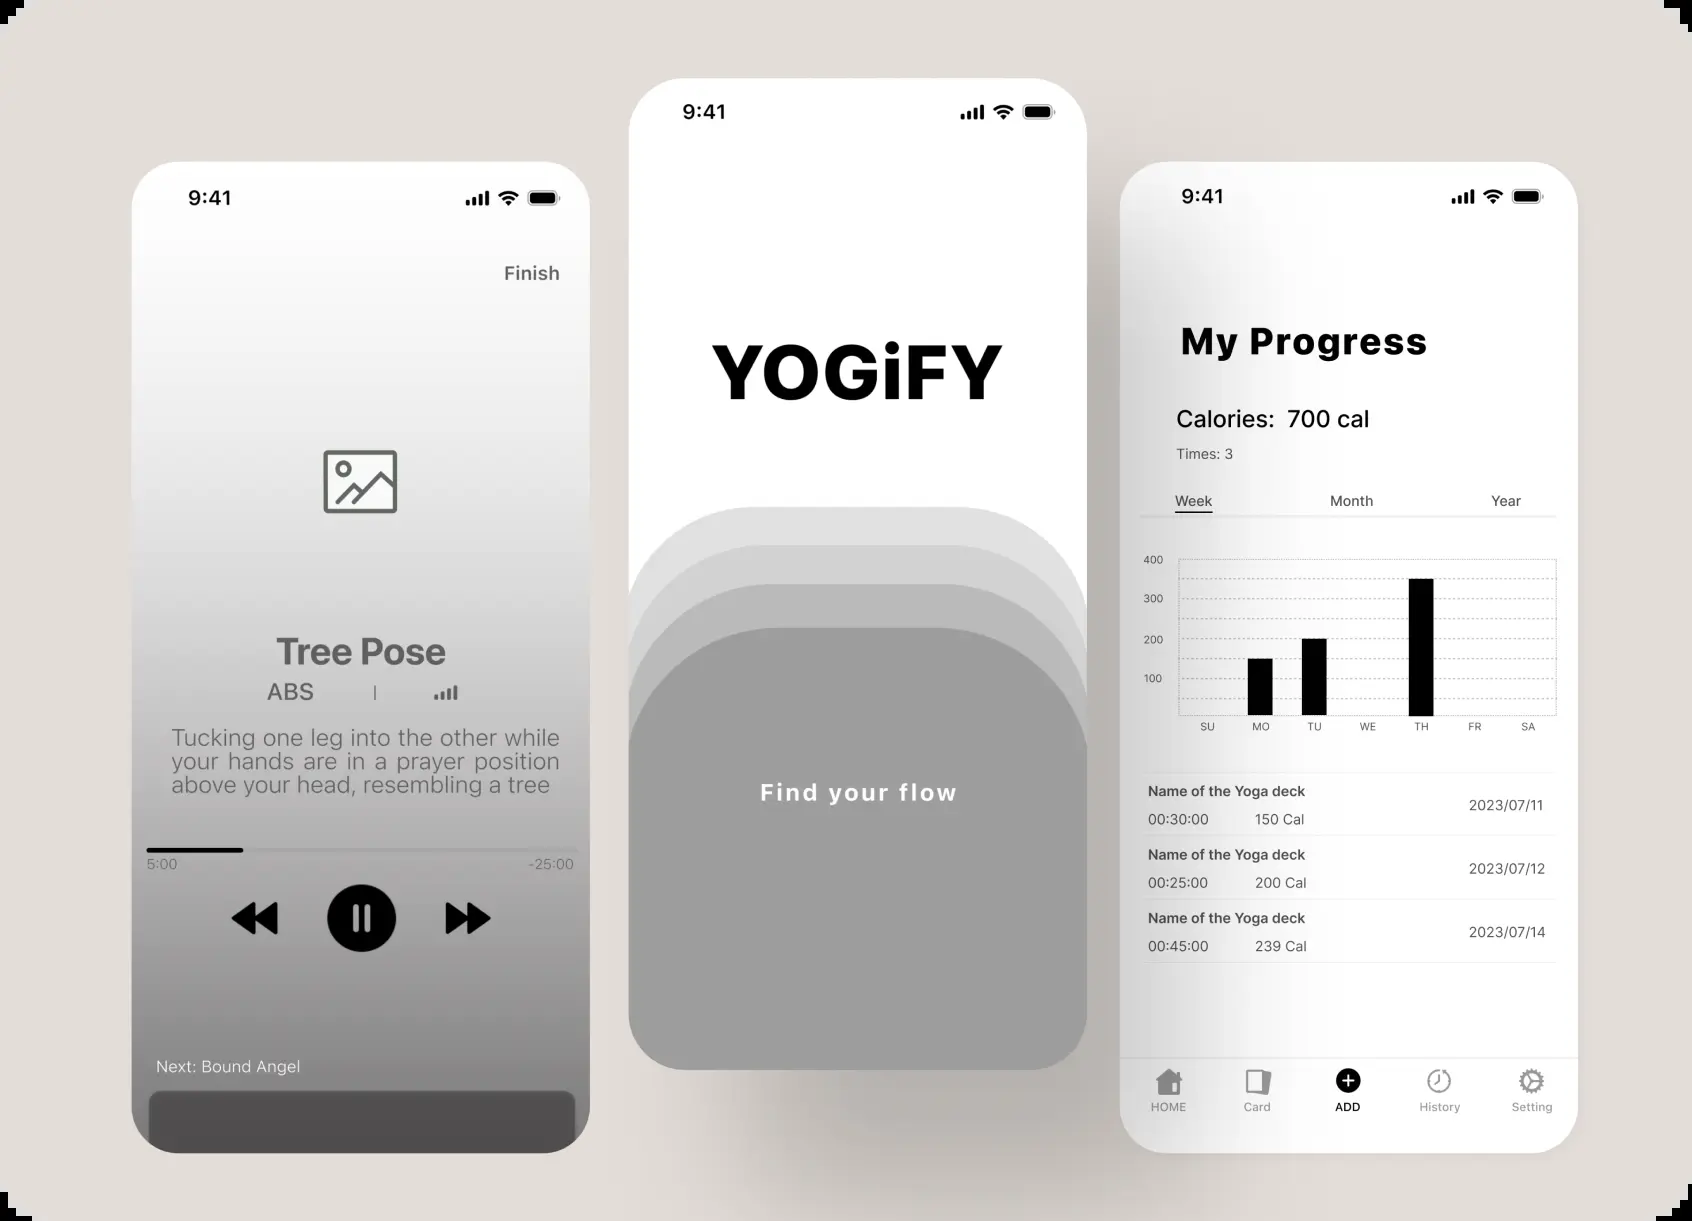 9:41
Finish
Tree Pose
ABS |
Tucking one leg into the other while
your hands are in a prayer position
above your head, resembling a tree
5:00 -25:00
Next: Bound Angel
9:41
YOGiFY
Find your flow
9:41
My Progress
Calories: 700 cal
Times: 3
Week Month Year
400
300
200
100
SU MO TU WE TH FR SA
Name of the Yoga deck
00:30:00 150 Cal 2023/07/11
Name of the Yoga deck
00:25:00 200 Cal 2023/07/12
Name of the Yoga deck
00:45:00 239 Cal 2023/07/14
HOME Card ADD History Setting